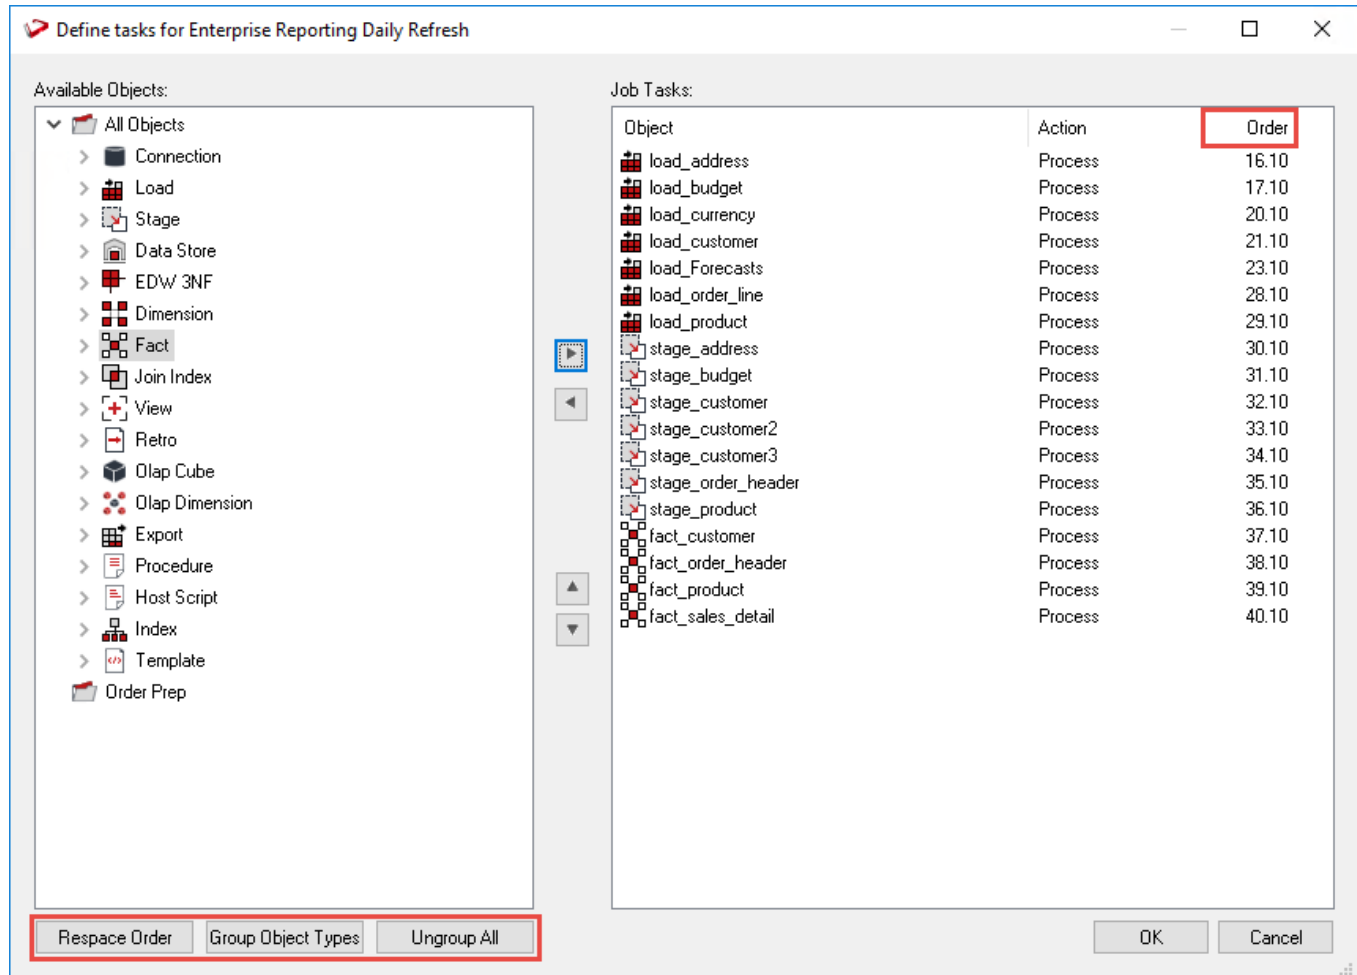 Define tasks for Enterprise Reporting Daily Refresh
Available Objects:
All Objects
Connection
Load
Stage
Data Store
EDW 3NF
Dimension
Fact
Join Index
View
Retro
Olap Cube
Olap Dimension
Export
Procedure
Host Script
Index
Template
Order Prep
Respace Order Group Object Types Ungroup All
Job Tasks:
Object Action Order
load_address Process 16.10
load_budget Process 17.10
load_currency Process 20.10
load_customer Process 21.10
load_Forecasts Process 23.10
load_order_line Process 28.10
load_product Process 29.10
stage_address Process 30.10
stage_budget Process 31.10
stage_customer Process 32.10
stage_customer2 Process 33.10
stage_customer3 Process 34.10
stage_order_header Process 35.10
stage_product Process 36.10
fact_customer Process 37.10
fact_order_header Process 38.10
fact_product Process 39.10
fact_sales_detail Process 40.10
OK Cancel